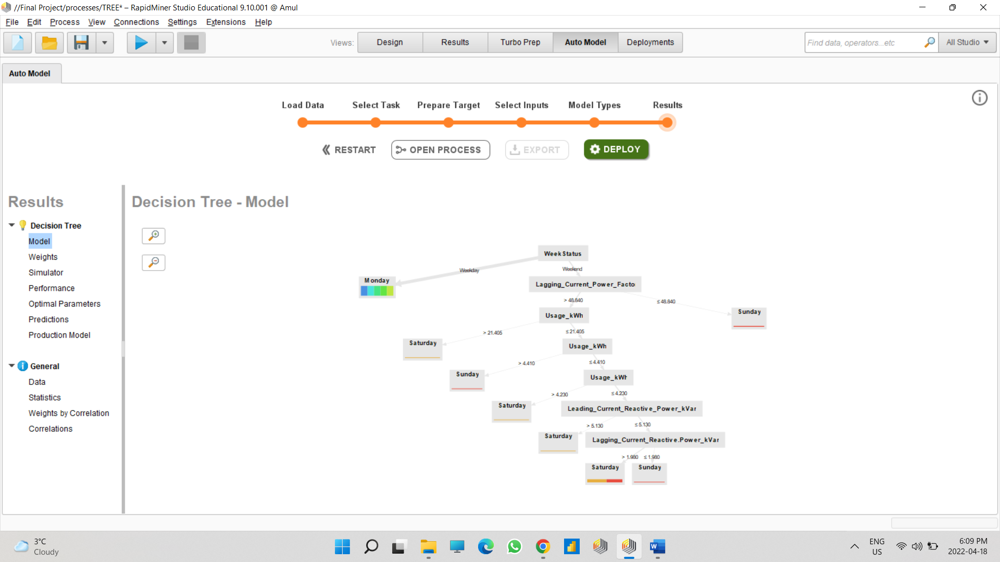 //Final Project/processes/TREE* – RapidMiner Studio Educational 9.10.001 @ Amul
File Edit Process View Connections Settings Extensions Help
Views: Design Results Turbo Prep Auto Model Deployments
Find data, operators...etc
All Studio
Auto Model
Load Data Select Task Prepare Target Select Inputs Model Types Results
RESTART OPEN PROCESS EXPORT DEPLOY
Results
Decision Tree
Model
Weights
Simulator
Performance
Optimal Parameters
Predictions
Production Model
General
Data
Statistics
Weights by Correlation
Correlations
Decision Tree - Model
WeekStatus
Weekday Weekend
Monday
Lagging_Current_Power_Facto
> 48.840 ≤ 48.840
Usage_kWh
Sunday
> 21.405 ≤ 21.405
Saturday
Usage_kWh
> 4.410 ≤ 4.410
Sunday
Usage_kWh
> 4.230 ≤ 4.230
Saturday
Leading_Current_Reactive_Power_kVar
> 5.130 ≤ 5.130
Saturday
Lagging_Current_Reactive.Power_kVar
> 1.980 ≤ 1.980
Saturday Sunday
3°C
Cloudy
ENG
US
6:09 PM
2022-04-18